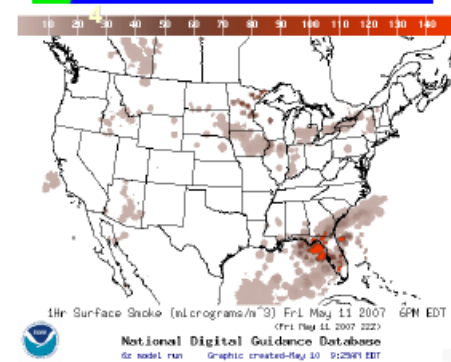 4
10 20 30 40 50 60 70 80 90 100 110 120 130 140
1Hr Surface Smoke (micrograms/m^3) Fri May 11 2007 6PM EDT
(Fri May 11 2007 22Z)
National Digital Guidance Database
6z model run Graphic created-May 10 9:25AM EDT